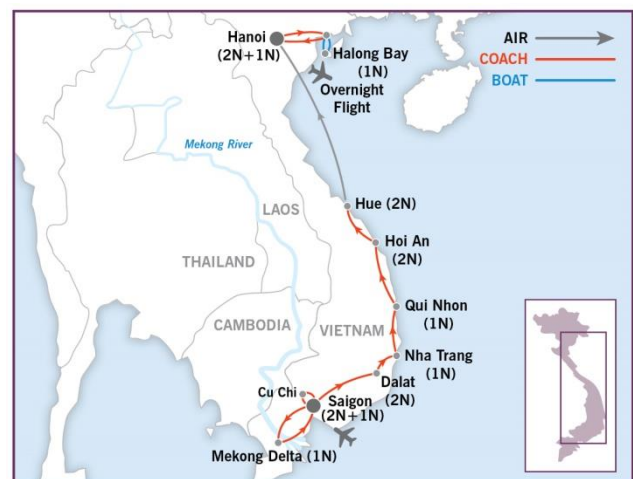 Hanoi
(2N+1N)
Halong Bay
(1N)
Overnight
Flight
AIR
COACH
BOAT
Mekong River
LAOS
Hue (2N)
Hoi An
(2N)
THAILAND
Qui Nhon
(1N)
CAMBODIA
VIETNAM
Nha Trang
(1N)
Dalat
(2N)
Cu Chi
Saigon
(2N+1N)
Mekong Delta (1N)